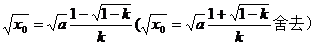 √x₀ = √a (1−√(1−k))/k (√x₀ = √a (1+√(1−k))/k 舍去)